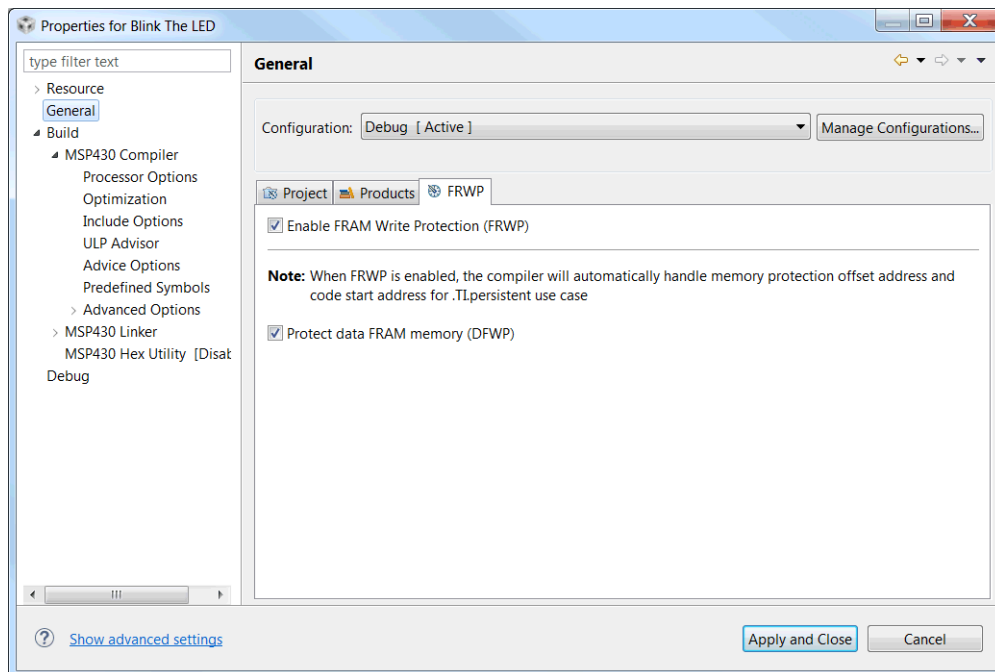 Properties for Blink The LED
type filter text
Resource
General
Build
MSP430 Compiler
Processor Options
Optimization
Include Options
ULP Advisor
Advice Options
Predefined Symbols
Advanced Options
MSP430 Linker
MSP430 Hex Utility [Disab
Debug
General
Configuration: Debug [ Active ] Manage Configurations...
Project Products FRWP
Enable FRAM Write Protection (FRWP)
Note: When FRWP is enabled, the compiler will automatically handle memory protection offset address and
code start address for .TI.persistent use case
Protect data FRAM memory (DFWP)
Show advanced settings
Apply and Close Cancel